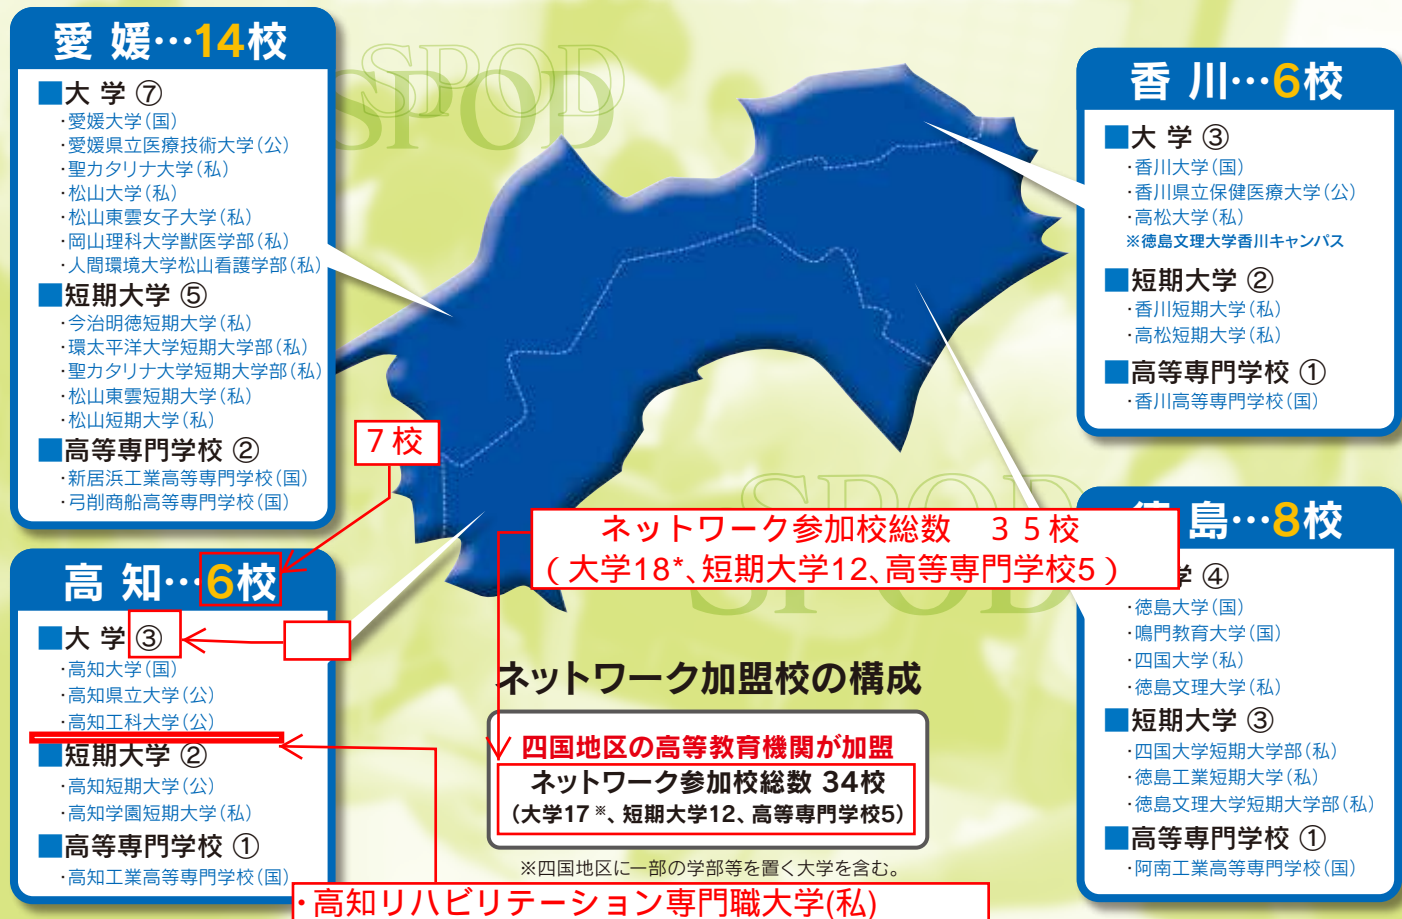 愛 媛…14校
■大 学 ⑦
・愛媛大学(国)
・愛媛県立医療技術大学(公)
・聖カタリナ大学(私)
・松山大学(私)
・松山東雲女子大学(私)
・岡山理科大学獣医学部(私)
・人間環境大学松山看護学部(私)
■短期大学 ⑤
・今治明徳短期大学(私)
・環太平洋大学短期大学部(私)
・聖カタリナ大学短期大学部(私)
・松山東雲短期大学(私)
・松山短期大学(私)
■高等専門学校 ②
・新居浜工業高等専門学校(国)
・弓削商船高等専門学校(国)
SPOD
SPOD
香 川…6校
■大 学 ③
・香川大学(国)
・香川県立保健医療大学(公)
・高松大学(私)
※徳島文理大学香川キャンパス
■短期大学 ②
・香川短期大学(私)
・高松短期大学(私)
■高等専門学校 ①
・香川高等専門学校(国)
7校
高 知…6校
■大 学 ③
・高知大学(国)
・高知県立大学(公)
・高知工科大学(公)
■短期大学 ②
・高知短期大学(公)
・高知学園短期大学(私)
■高等専門学校 ①
・高知工業高等専門学校(国)
・高知リハビリテーション専門職大学(私)
SPOD
SPOD
ネットワーク参加校総数 35校
(大学18*、短期大学12、高等専門学校5)
ネットワーク加盟校の構成
四国地区の高等教育機関が加盟
ネットワーク参加校総数 34校
(大学17※、短期大学12、高等専門学校5)
※四国地区に一部の学部等を置く大学を含む。
島…8校
学 ④
・徳島大学(国)
・鳴門教育大学(国)
・四国大学(私)
・徳島文理大学(私)
■短期大学 ③
・四国大学短期大学部(私)
・徳島工業短期大学(私)
・徳島文理大学短期大学部(私)
■高等専門学校 ①
・阿南工業高等専門学校(国)